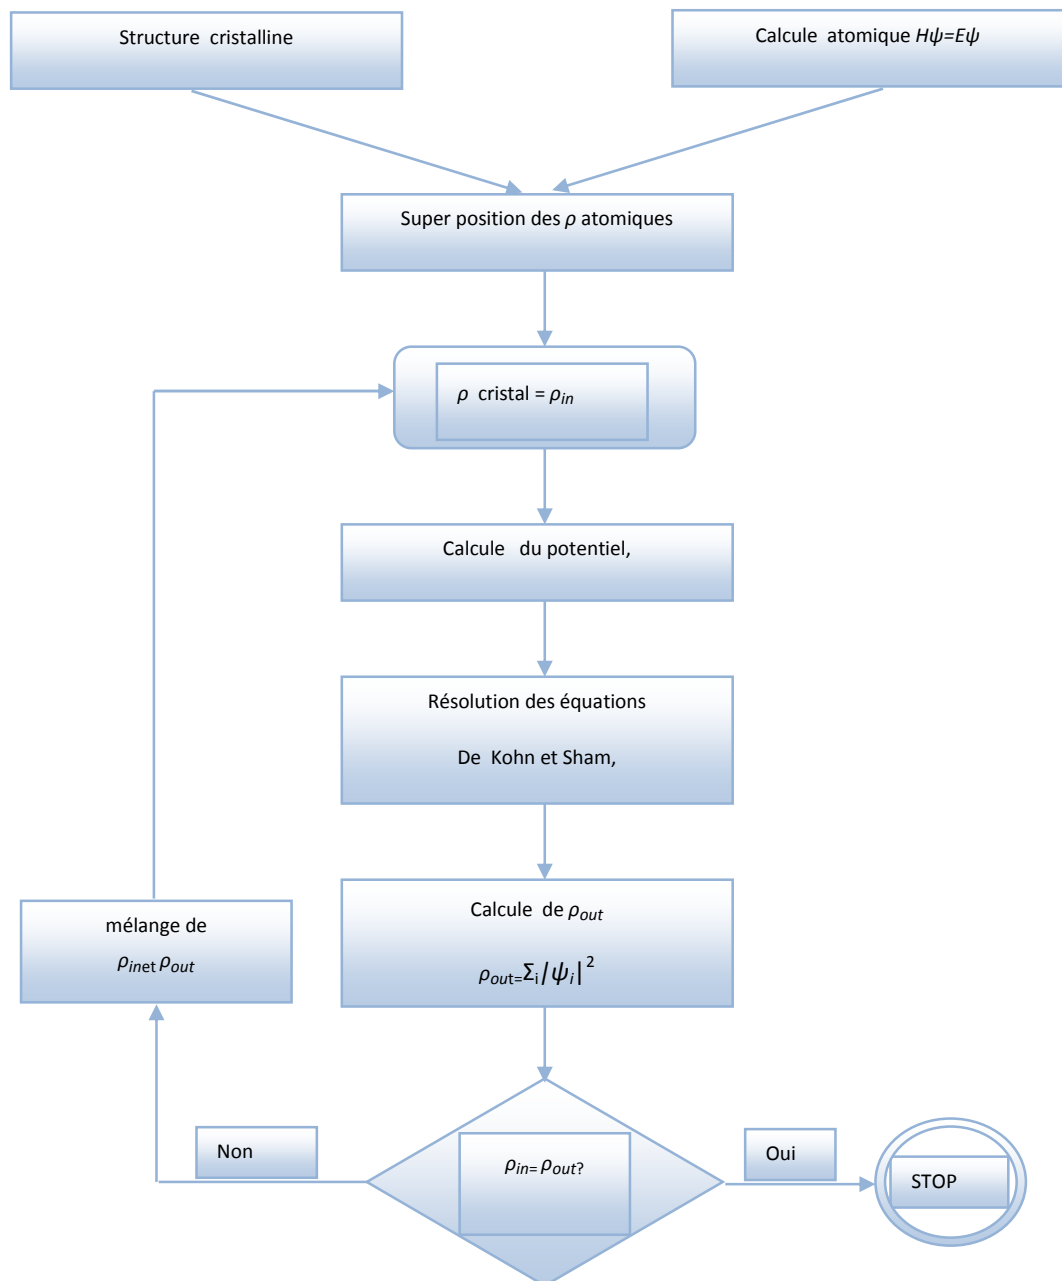 Structure cristalline
Calcule atomique Hψ=Eψ
Super position des ρ atomiques
ρ cristal = ρin
Calcule du potentiel,
Résolution des équations
De Kohn et Sham,
Calcule de ρout
ρout=Σi|ψi|²
mélange de
ρinet ρout
Non
ρin= ρout?
Oui
STOP